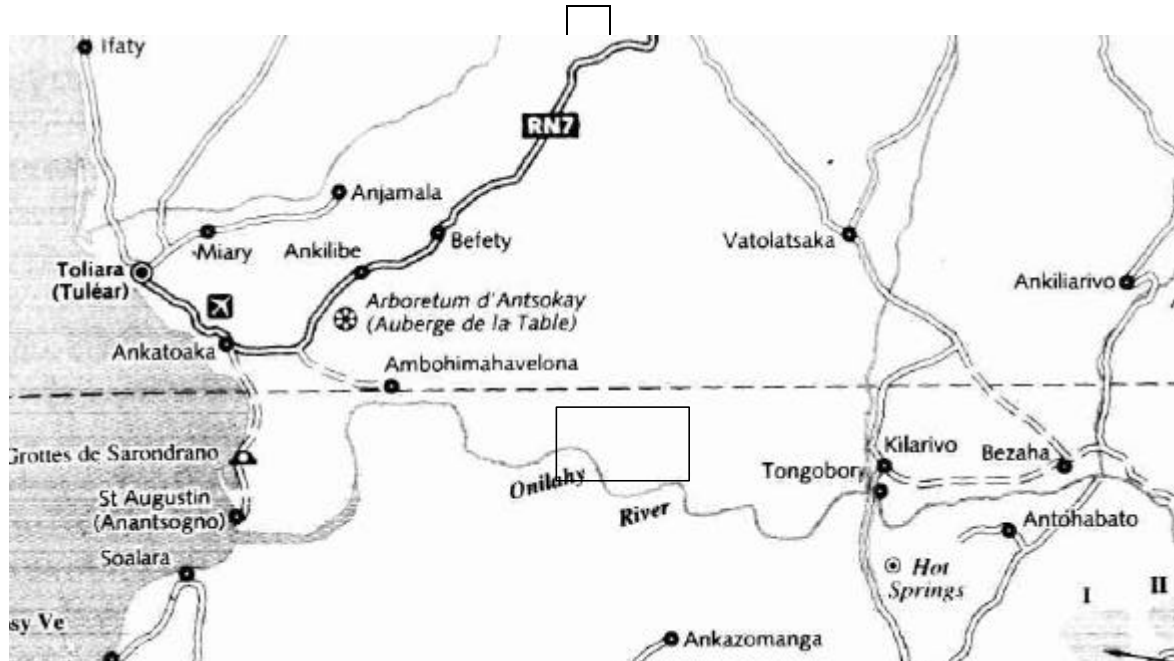 Ifaty
RN7
Anjamala
Miary
Ankilibe
Befety
Vatolatsaka
Toliara
(Tuléar)
Ankiliarivo
Arboretum d'Antsokay
(Auberge de la Table)
Ankatoaka
Ambohimahavelona
Grottes de Sarondrano
Kilarivo
Bezaha
Tongobory
Onilahy
River
St Augustin
(Anantsogno)
Antohabato
Soalara
Hot
Springs
I
II
sy Ve
Ankazomanga